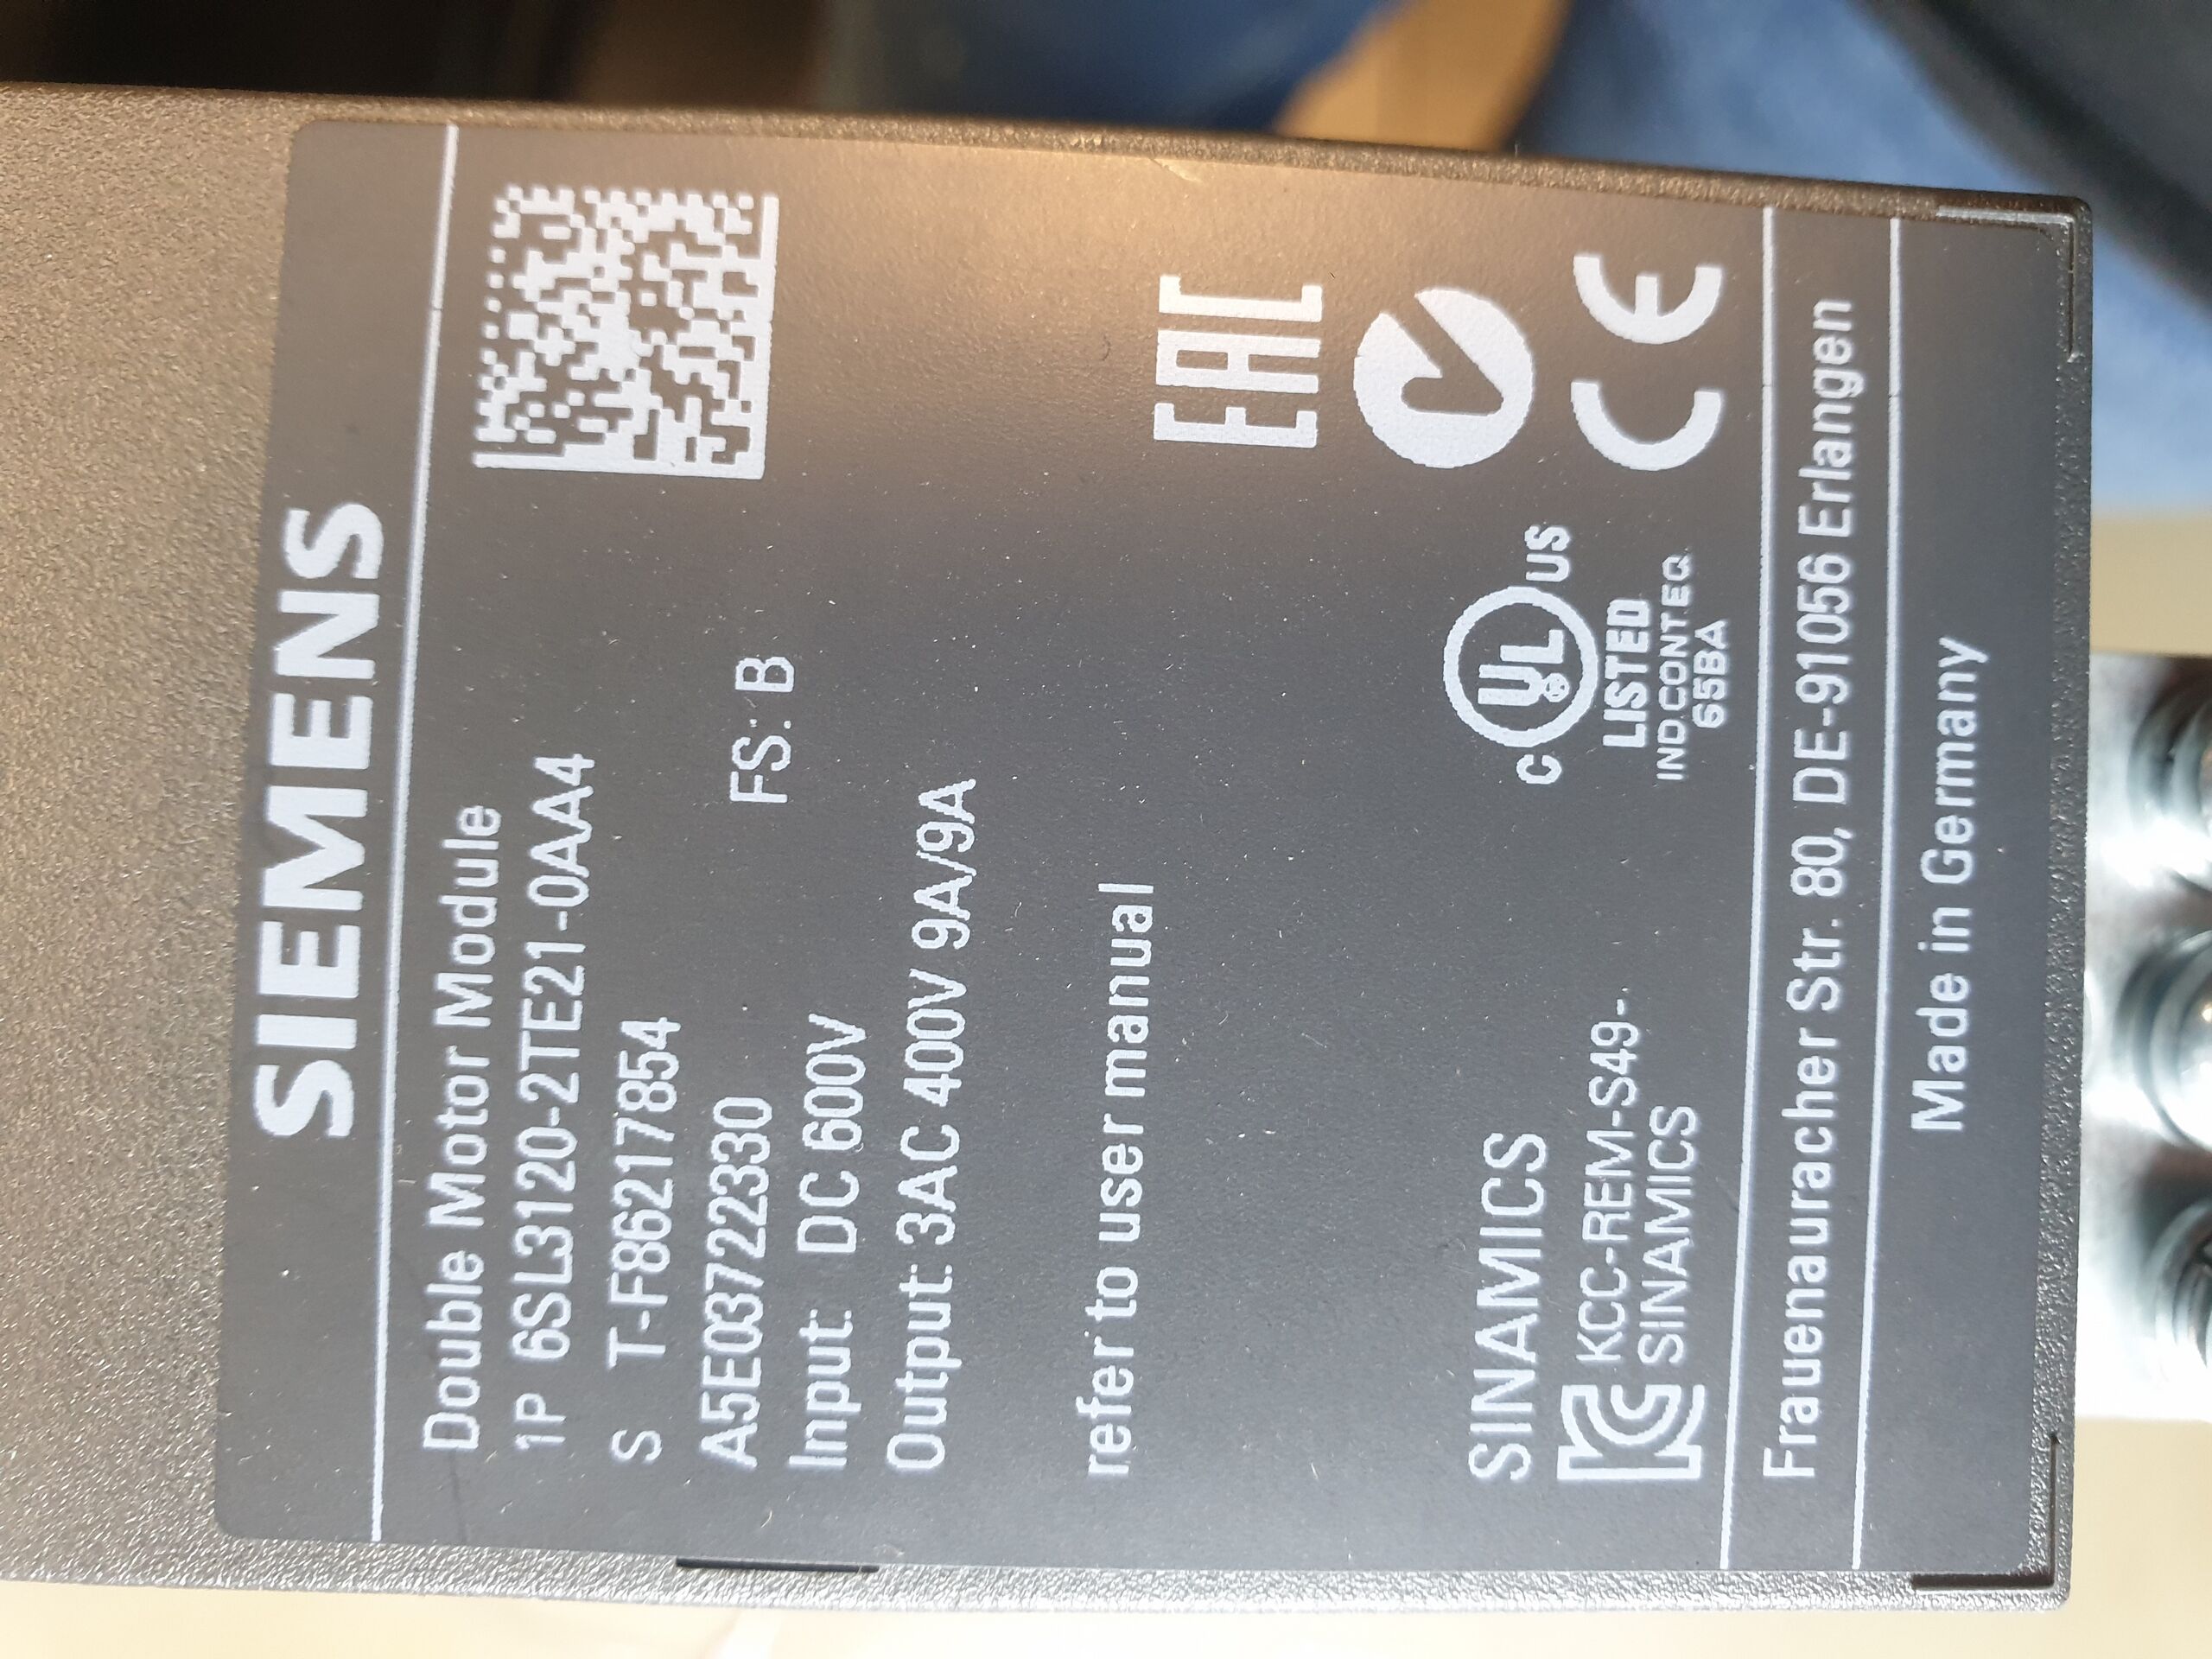 SIEMENS
Double Motor Module
1P 6SL3120-2TE21-0AA4
S T-F86217854
A5E03722330 FS: B
Input: DC 600V
Output: 3AC 400V 9A/9A
refer to user manual
EAC
SINAMICS
KCC-REM-S49-.
SINAMICS
C UL US
LISTED
IND.CONT.EQ.
65BA
CE
Frauenauracher Str. 80, DE-91056 Erlangen
Made in Germany